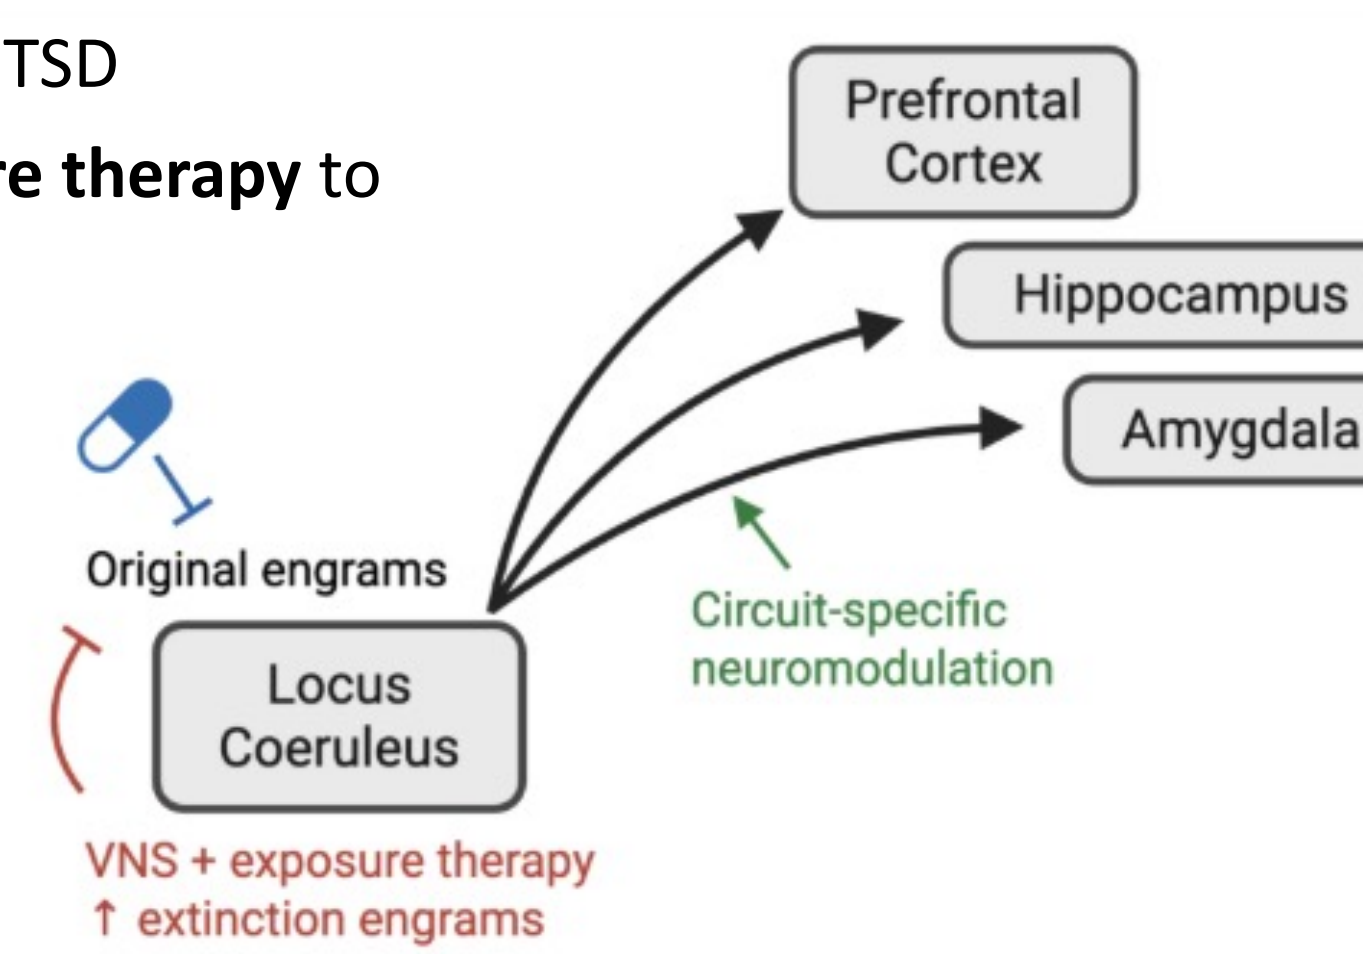 TSD
re therapy to
Prefrontal
Cortex
Hippocampus
Amygdala
Original engrams
Circuit-specific
neuromodulation
Locus
Coeruleus
VNS + exposure therapy
↑ extinction engrams